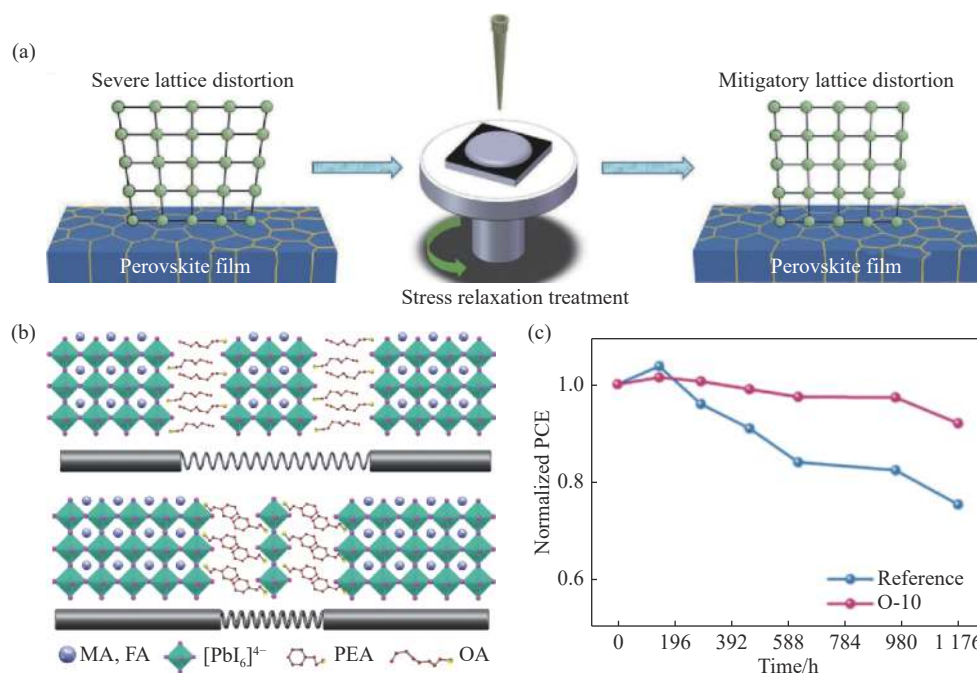 (a)
Severe lattice distortion
Mitigatory lattice distortion
Perovskite film
Perovskite film
Stress relaxation treatment
(b)
MA, FA
[PbI₆]⁴⁻
PEA
OA
(c)
Normalized PCE
1.0
0.8
0.6
Reference
O-10
0 196 392 588 784 980 1 176
Time/h